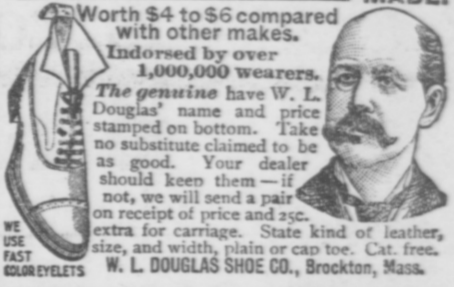 Worth $4 to $6 compared
with other makes.
Indorsed by over
1,000,000 wearers.
The genuine have W. L.
Douglas' name and price
stamped on bottom. Take
no substitute claimed to be
as good. Your dealer
should keep them — if
not, we will send a pair
on receipt of price and 25c.
extra for carriage. State kind of leather,
size, and width, plain or cap toe. Cat. free.
W. L. DOUGLAS SHOE CO., Brockton, Mass.
WE
USE
FAST
COLOR EYELETS